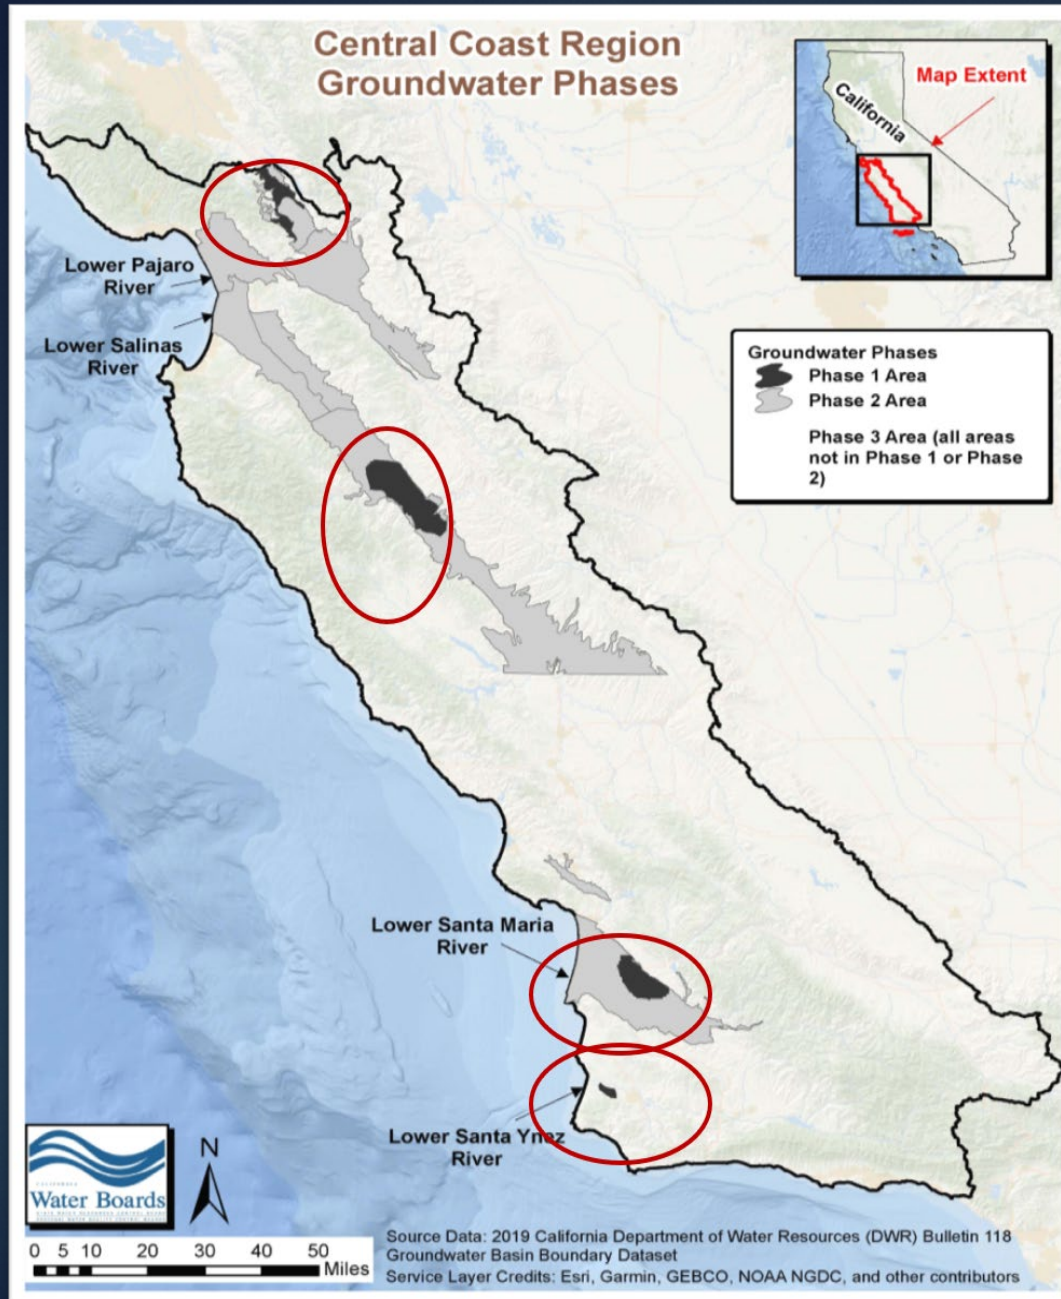 Central Coast Region
Groundwater Phases
Map Extent
California
Lower Pajaro
River
Lower Salinas
River
Groundwater Phases
Phase 1 Area
Phase 2 Area
Phase 3 Area (all areas
not in Phase 1 or Phase
2)
Lower Santa Maria
River
Lower Santa Ynez
River
CALIFORNIA
Water Boards
N
0 5 10 20 30 40 50
Miles
Source Data: 2019 California Department of Water Resources (DWR) Bulletin 118
Groundwater Basin Boundary Dataset
Service Layer Credits: Esri, Garmin, GEBCO, NOAA NGDC, and other contributors